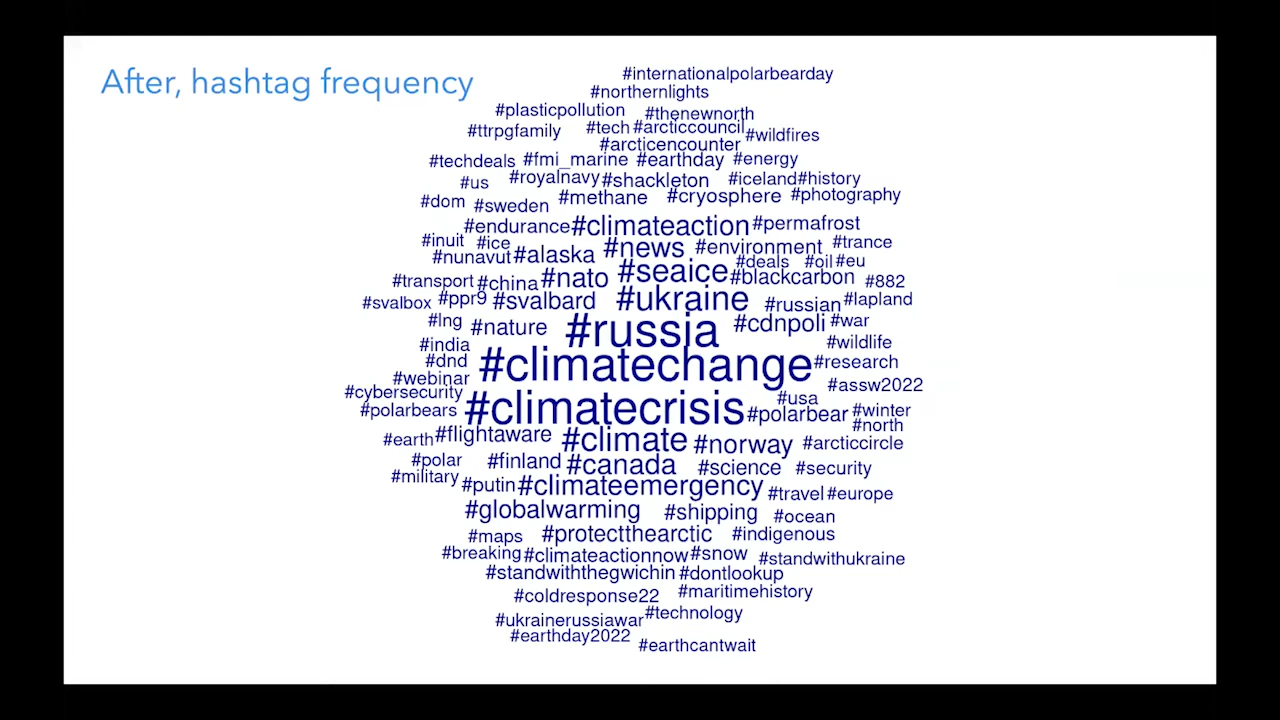 After, hashtag frequency
#internationalpolarbearday
#northernlights
#plasticpollution #thenewnorth
#ttrpgfamily #tech #arcticcouncil #wildfires
#arcticencounter
#techdeals #fmi_marine #earthday #energy
#us #royalnavy #shackleton #iceland #history
#dom #sweden #methane #cryosphere #photography
#endurance #climateaction #permafrost
#inuit #ice #news #environment #trance
#nunavut #alaska #deals #oil #eu
#transport #china #nato #seaice #blackcarbon #882
#svalbox #ppr9 #svalbard #ukraine #russian #lapland
#lng #nature #russia #cdnpoli #war
#india #wildlife
#dnd #climatechange #research
#webinar #assw2022
#cybersecurity #usa
#polarbears #climatecrisis #polarbear #winter
#north
#earth #flightaware #climate #norway #arcticcircle
#polar #finland #canada #science #security
#military #putin #climateemergency #travel #europe
#globalwarming #shipping #ocean
#maps #protectthearctic #indigenous
#breaking #climateactionnow #snow #standwithukraine
#standwiththegwichin #dontlookup
#coldresponse22 #maritimehistory
#ukrainerussiawar #technology
#earthday2022 #earthcantwait